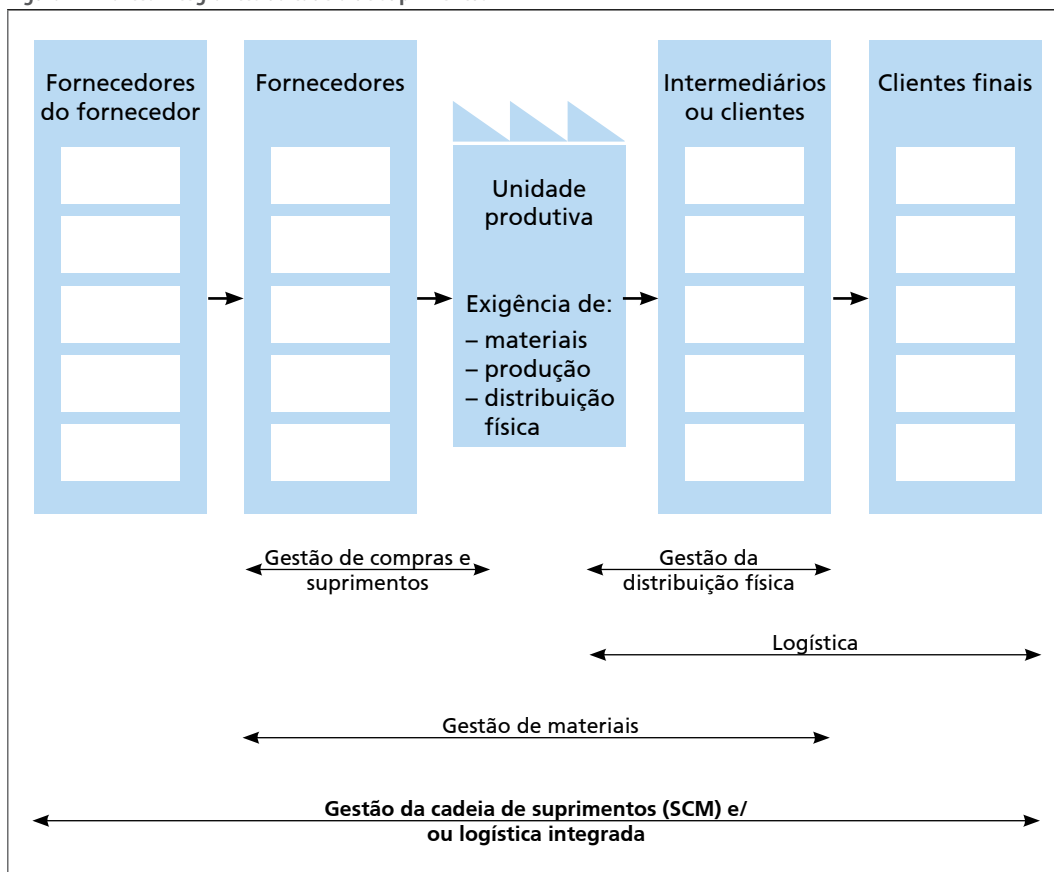 Fornecedores
do fornecedor
Fornecedores
Unidade
produtiva
Exigência de:
– materiais
– produção
– distribuição
física
Intermediários
ou clientes
Clientes finais
Gestão de compras e
suprimentos
Gestão da
distribuição física
Logística
Gestão de materiais
Gestão da cadeia de suprimentos (SCM) e/
ou logística integrada